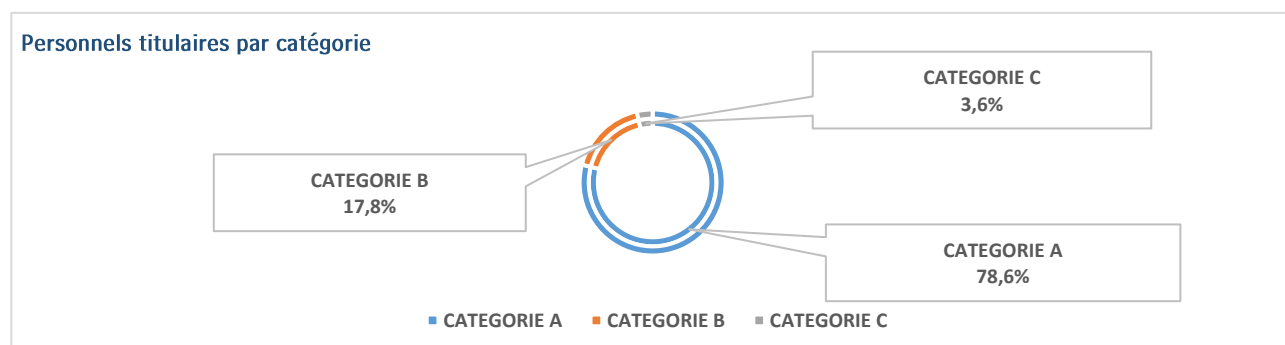 Personnels titulaires par catégorie
CATEGORIE C
3,6%
CATEGORIE B
17,8%
CATEGORIE A
78,6%
CATEGORIE A CATEGORIE B CATEGORIE C